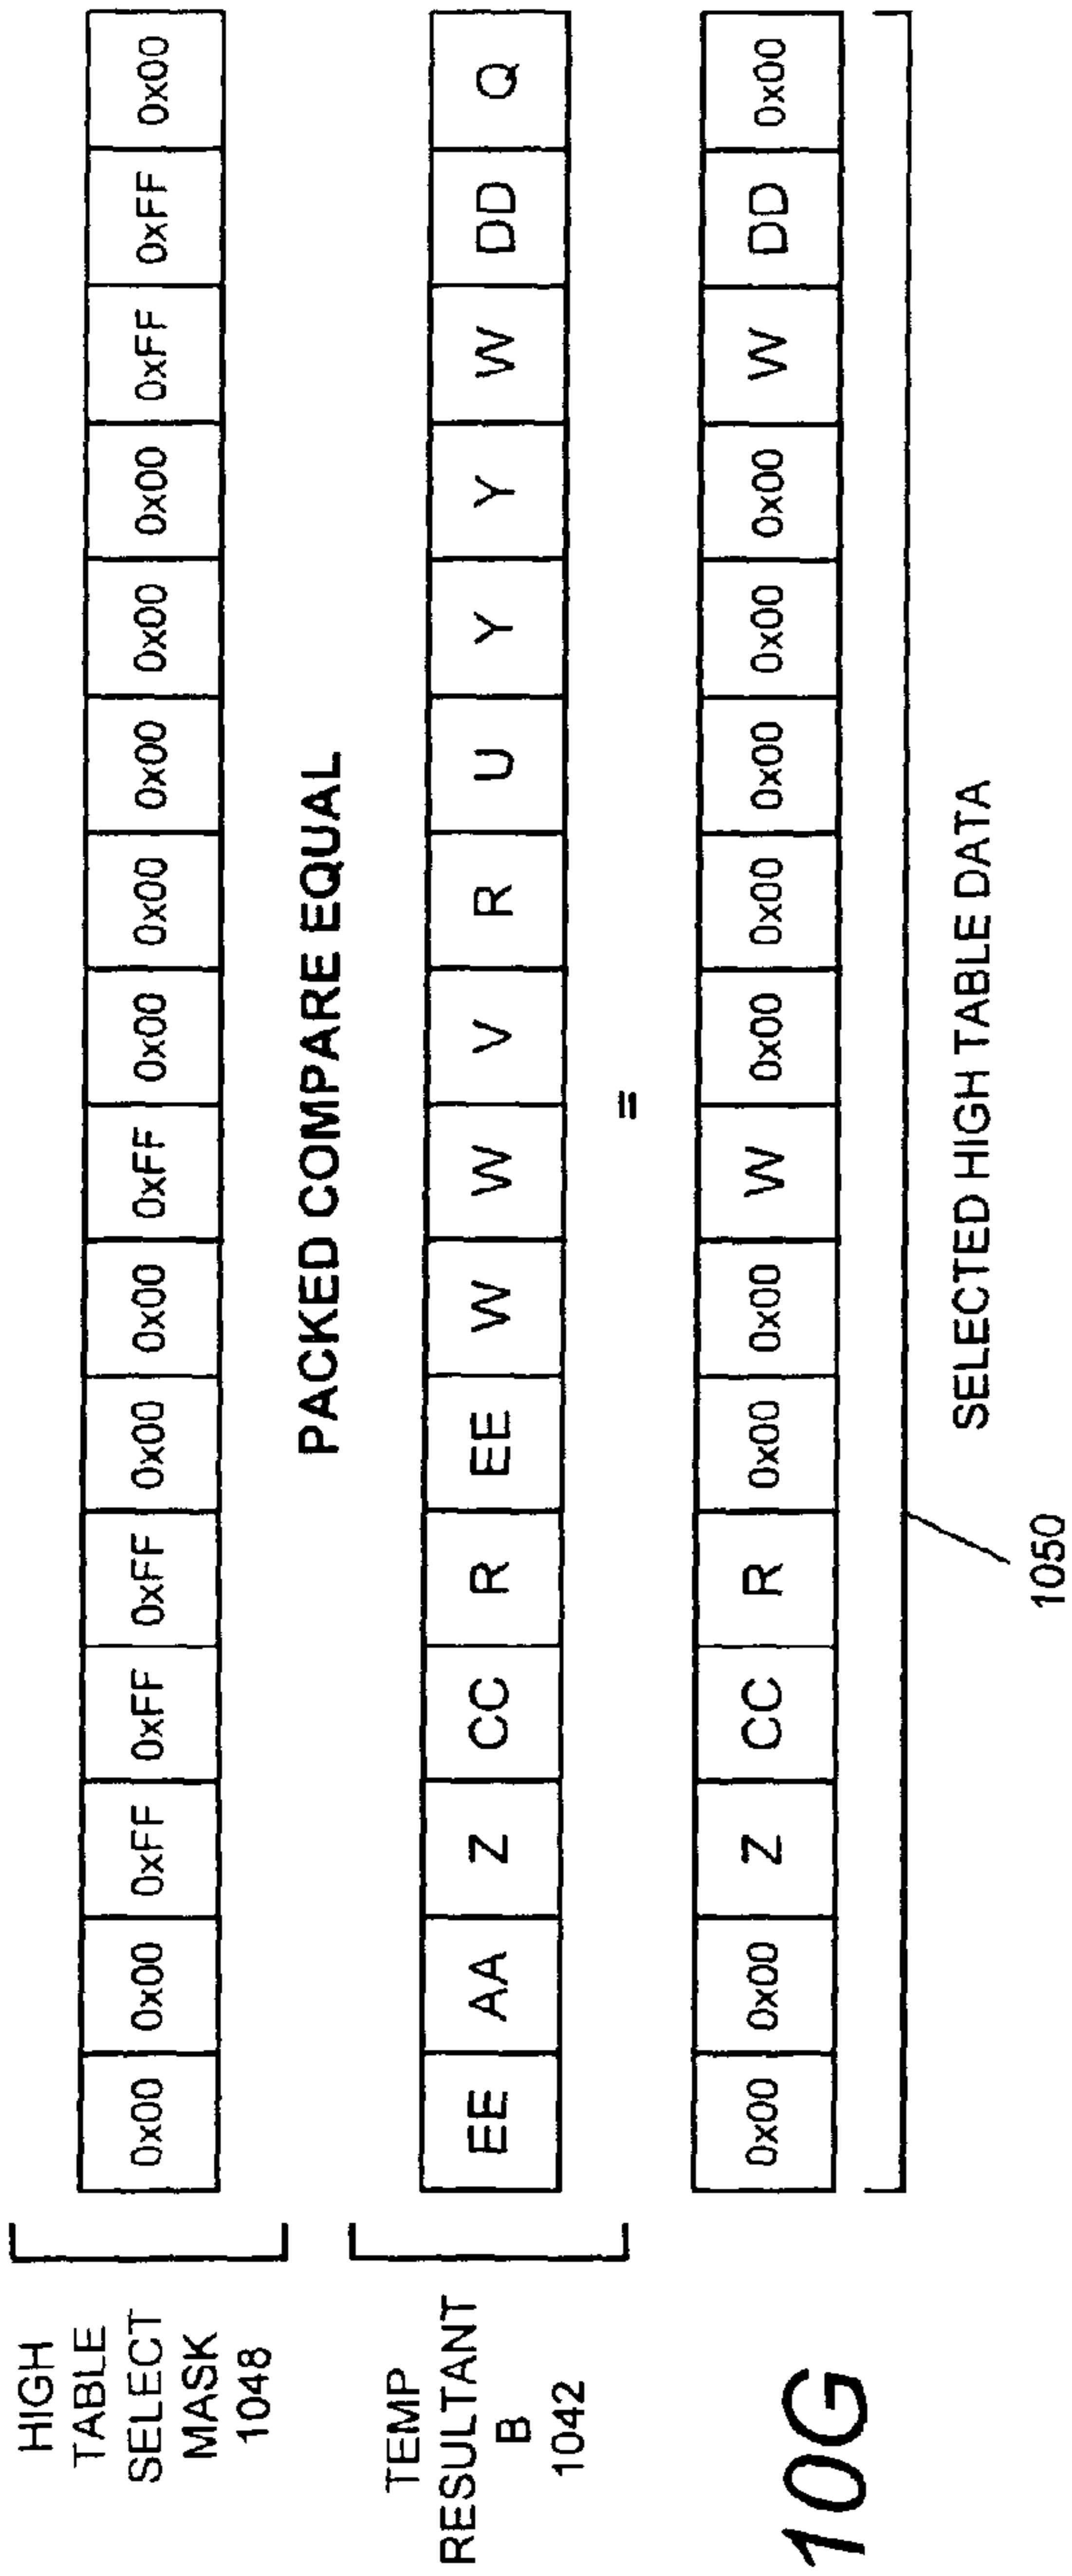 HIGH
TABLE
SELECT
MASK
1048
0x00 0x00 0xFF 0xFF 0xFF 0x00 0x00 0xFF 0x00 0x00 0x00 0x00 0x00 0xFF 0xFF 0x00
PACKED COMPARE EQUAL
TEMP
RESULTANT
B
1042
EE AA Z CC R EE W W V R U Y Y W DD Q
=
0x00 0x00 Z CC R 0x00 0x00 W 0x00 0x00 0x00 0x00 0x00 W DD 0x00
SELECTED HIGH TABLE DATA
1050
10G